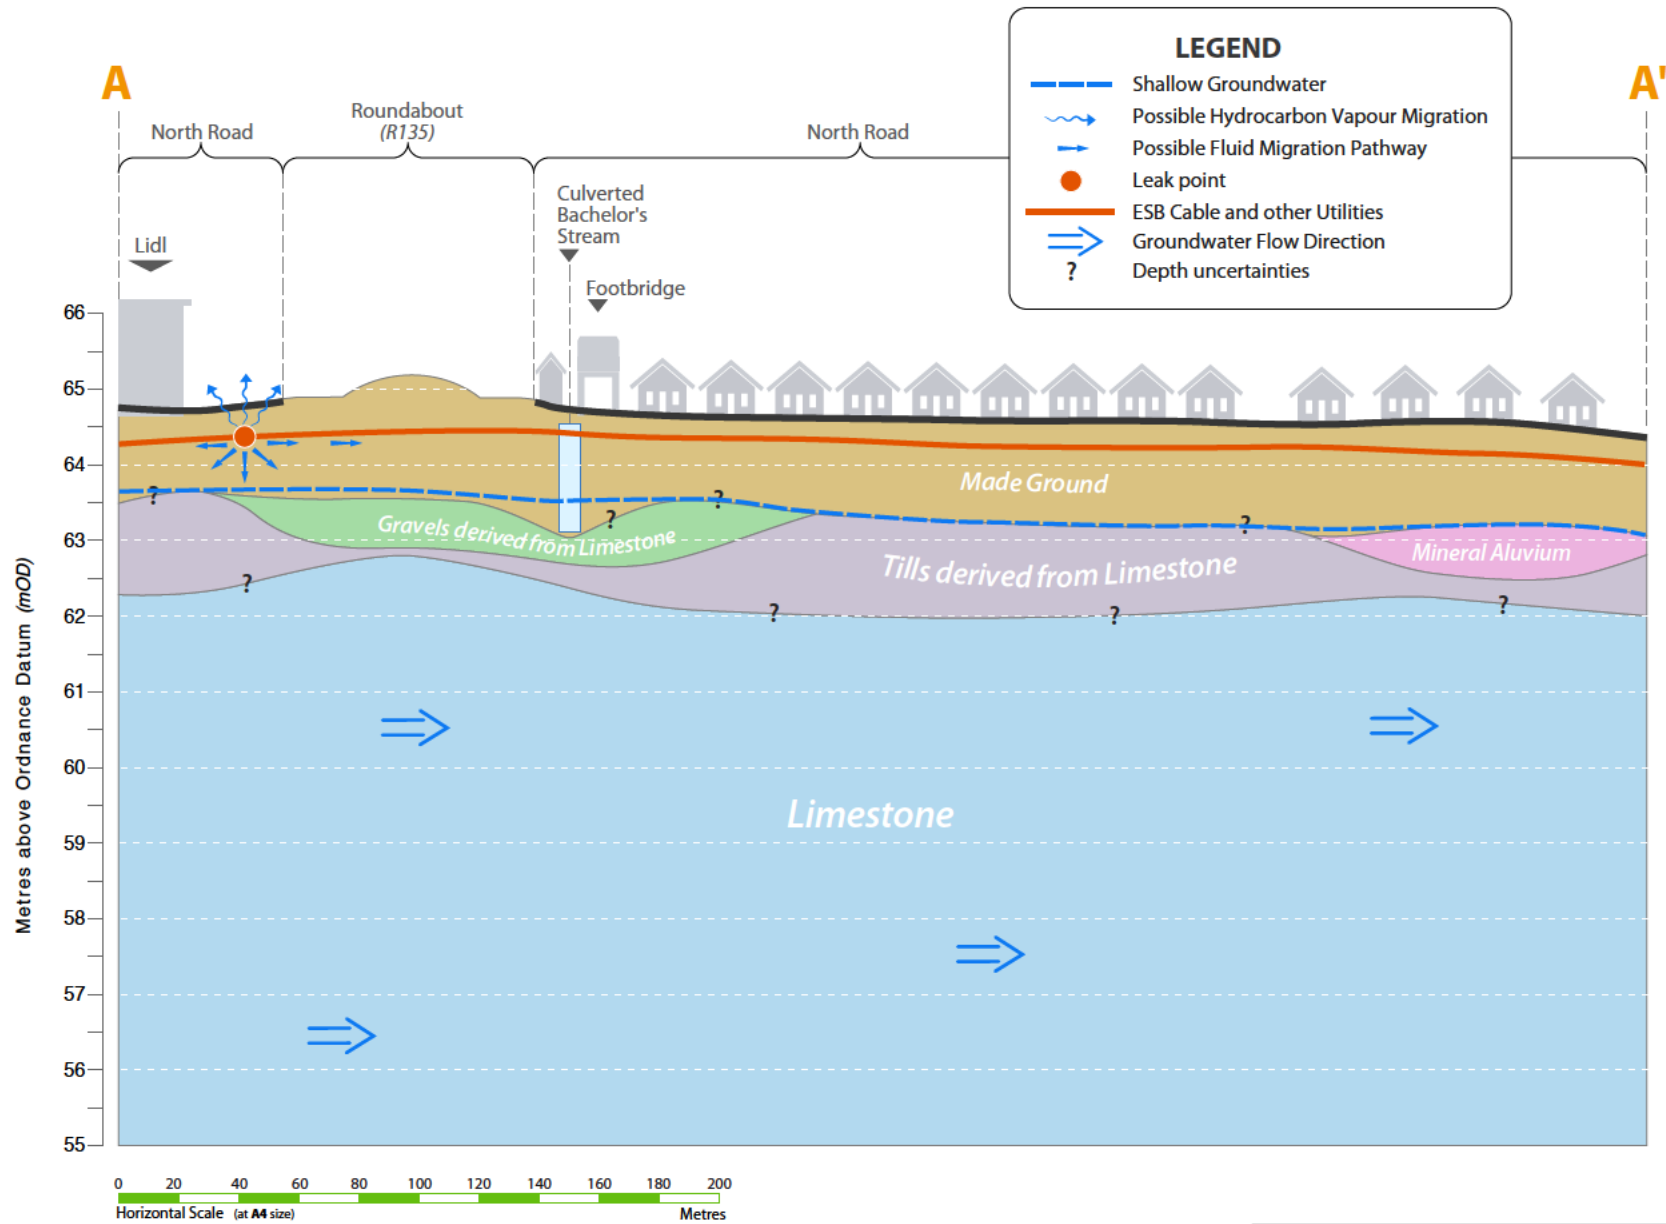 LEGEND
Shallow Groundwater
Possible Hydrocarbon Vapour Migration
Possible Fluid Migration Pathway
Leak point
ESB Cable and other Utilities
Groundwater Flow Direction
? Depth uncertainties
A
A'
North Road
Roundabout
(R135)
North Road
Culverted
Bachelor's
Stream
Lidl
Footbridge
66
65
64
63
62
61
60
59
58
57
56
55
Metres above Ordnance Datum (mOD)
Made Ground
?
?
?
?
Gravels derived from Limestone
Tills derived from Limestone
Mineral Aluvium
?
?
?
?
Limestone
0 20 40 60 80 100 120 140 160 180 200
Horizontal Scale (at A4 size) Metres